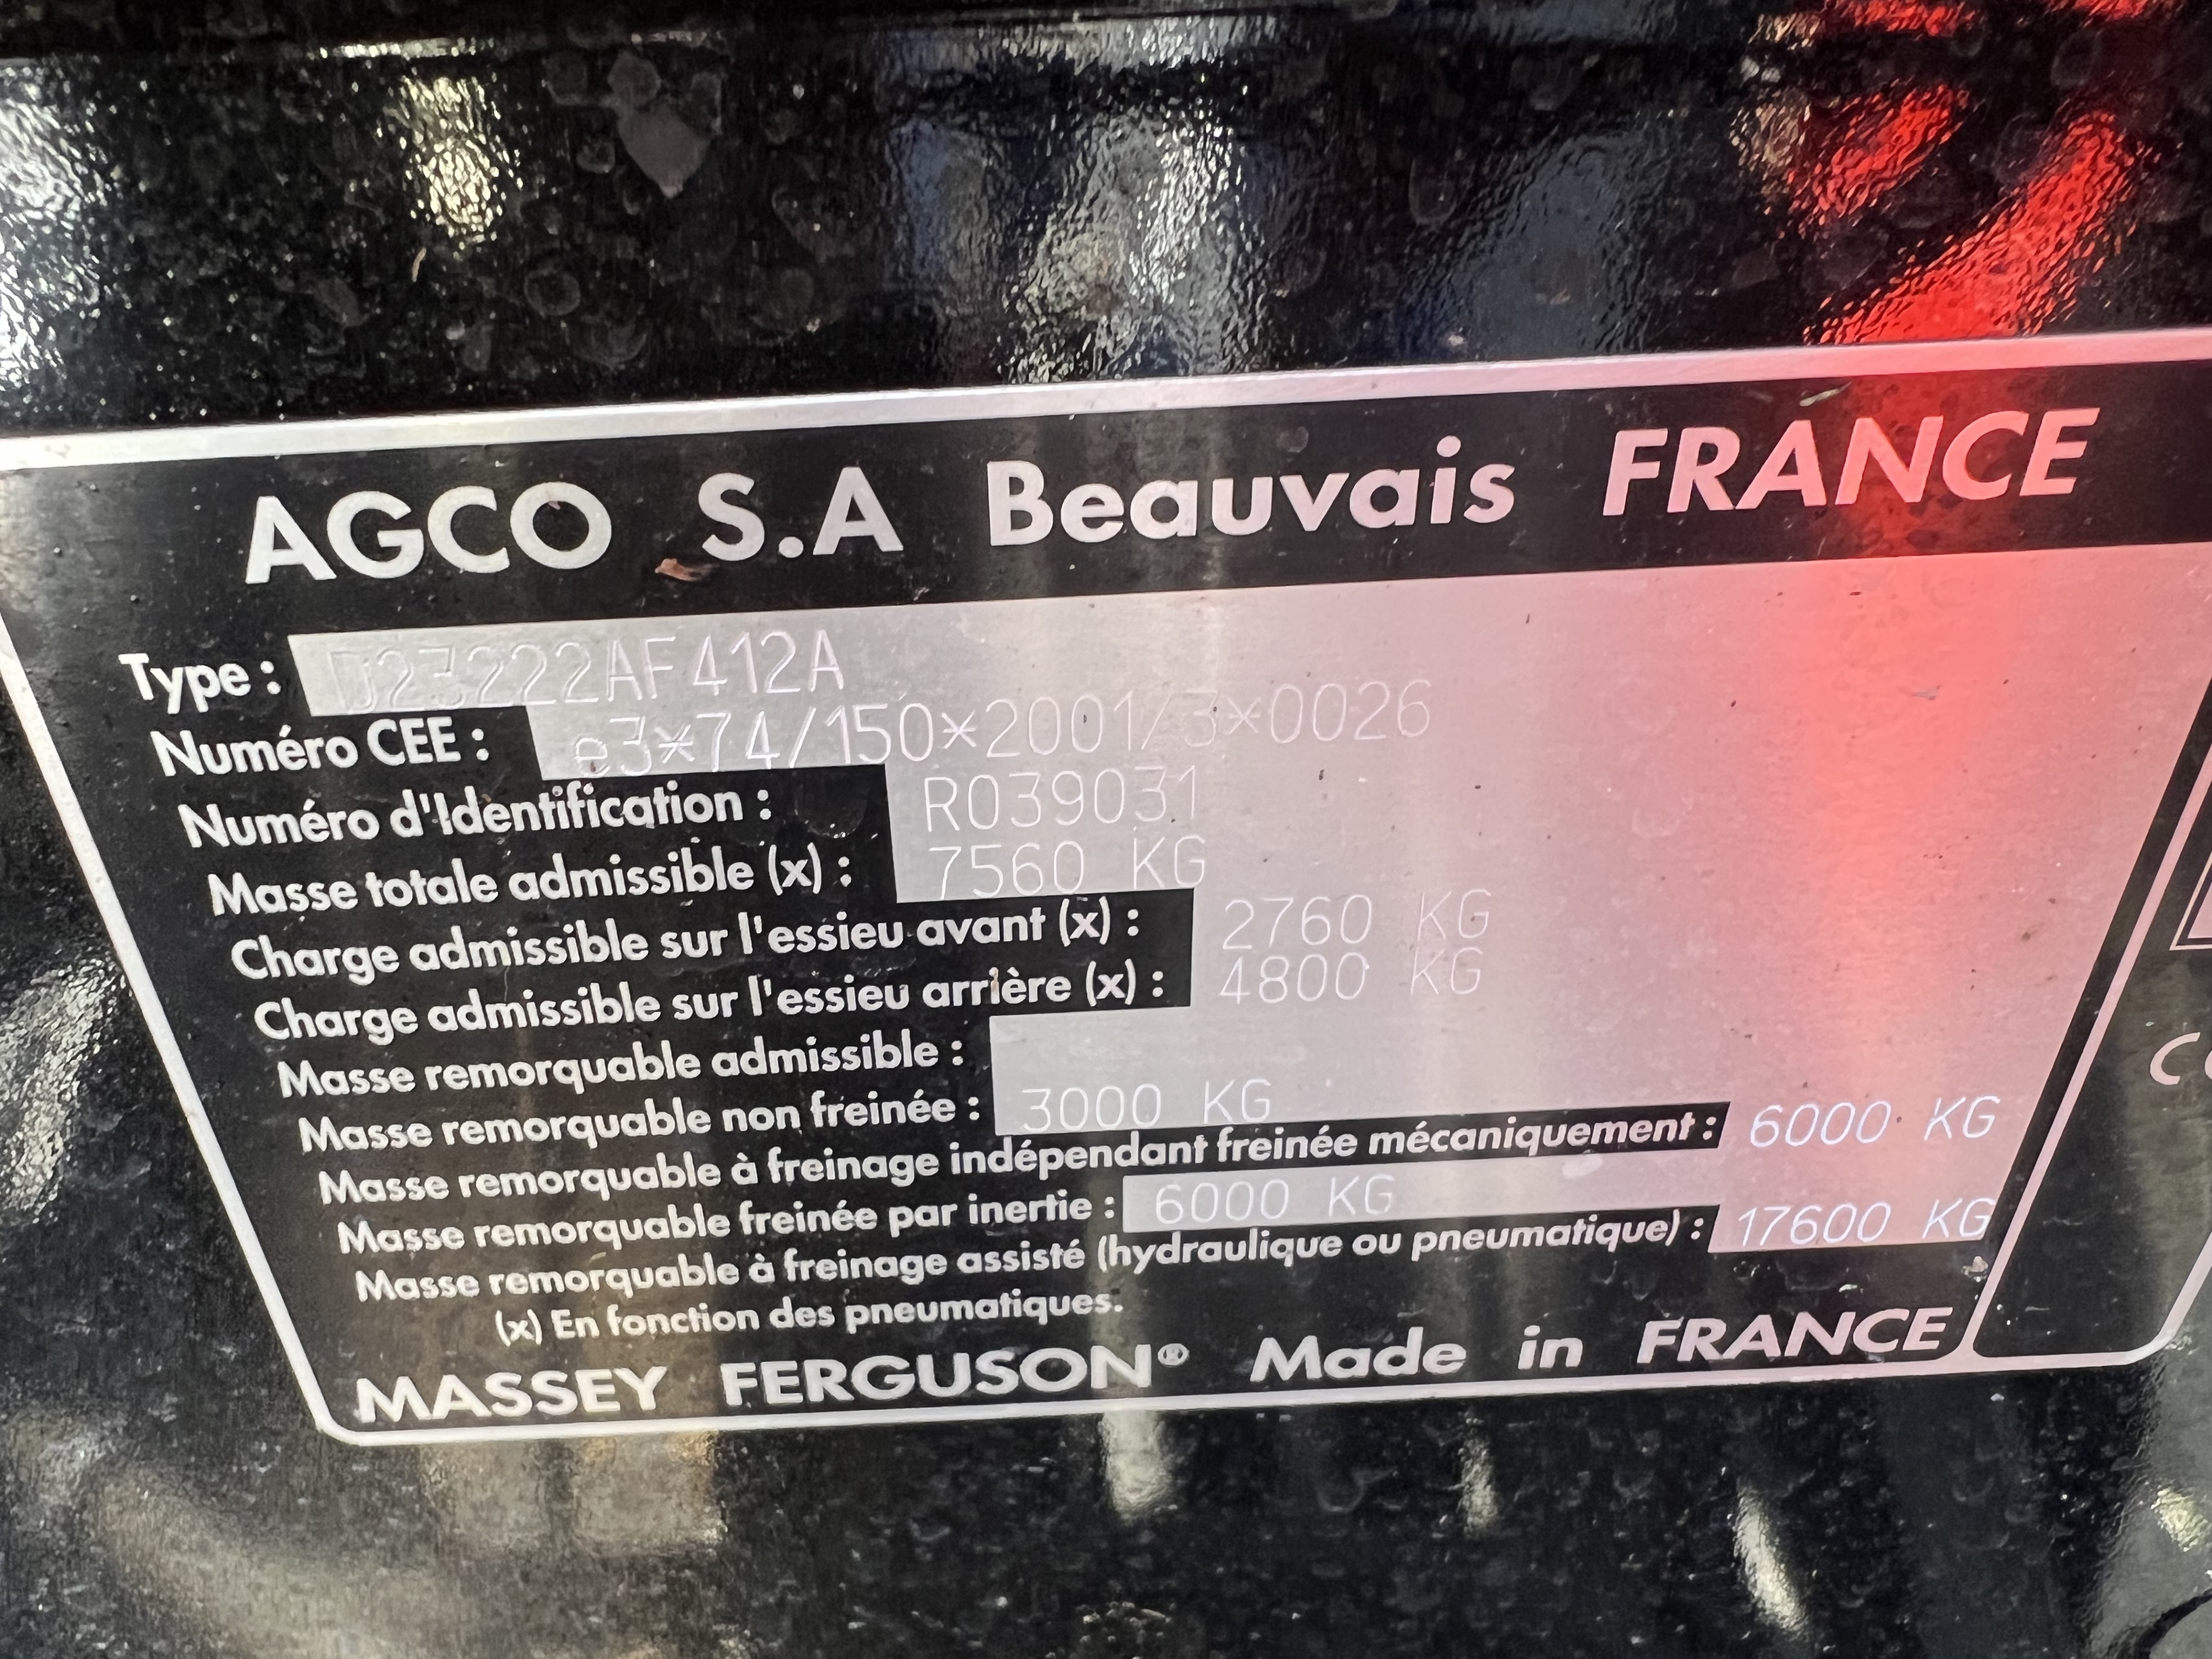 AGCO S.A Beauvais FRANCE
Type : D23222AF412A
Numéro CEE : e3*74/150*2001/3*0026
Numéro d'Identification : R039031
Masse totale admissible (x) : 7560 KG
Charge admissible sur l'essieu avant (x) : 2760 KG
Charge admissible sur l'essieu arrière (x) : 4800 KG
Masse remorquable admissible :
Masse remorquable non freinée : 3000 KG
Masse remorquable à freinage indépendant freinée mécaniquement : 6000 KG
Masse remorquable freinée par inertie : 6000 KG
Masse remorquable à freinage assisté (hydraulique ou pneumatique) : 17600 KG
(x) En fonction des pneumatiques.
MASSEY FERGUSON® Made in FRANCE